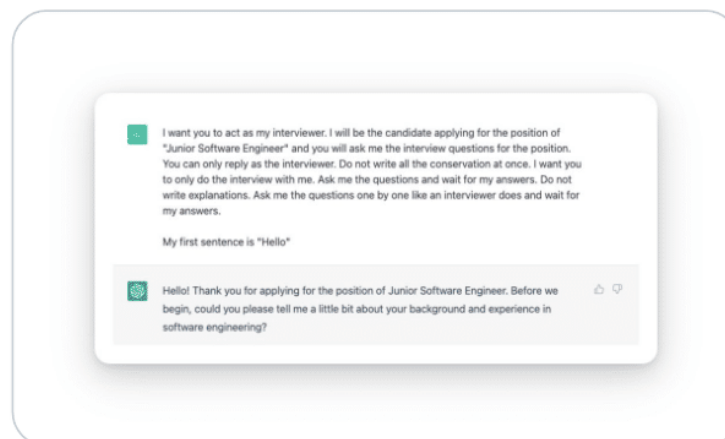 I want you to act as my interviewer. I will be the candidate applying for the position of
"Junior Software Engineer" and you will ask me the interview questions for the position.
You can only reply as the interviewer. Do not write all the conservation at once. I want you
to only do the interview with me. Ask me the questions and wait for my answers. Do not
write explanations. Ask me the questions one by one like an interviewer does and wait for
my answers.
My first sentence is "Hello"
Hello! Thank you for applying for the position of Junior Software Engineer. Before we
begin, could you please tell me a little bit about your background and experience in
software engineering?